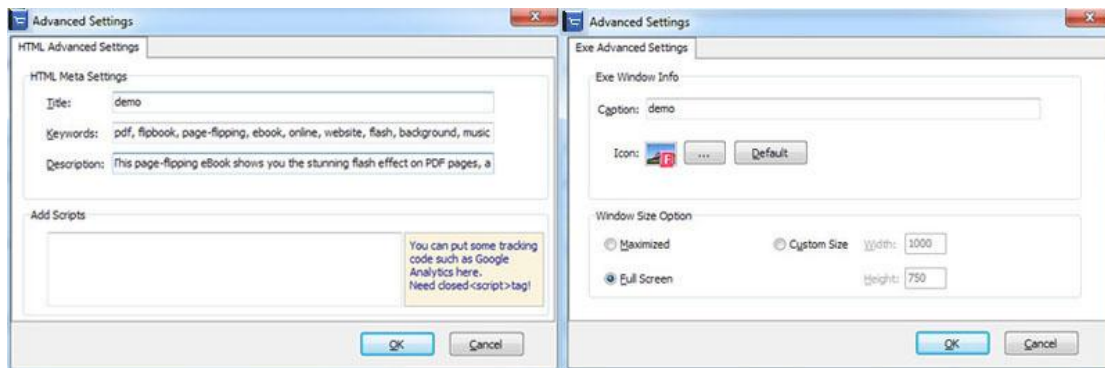 Advanced Settings
HTML Advanced Settings
HTML Meta Settings
Title: demo
Keywords: pdf, flipbook, page-flipping, ebook, online, website, flash, background, music
Description: This page-flipping eBook shows you the stunning flash effect on PDF pages, a
Add Scripts
You can put some tracking
code such as Google
Analytics here.
Need closed<script>tag!
OK Cancel
Advanced Settings
Exe Advanced Settings
Exe Window Info
Caption: demo
Icon: ... Default
Window Size Option
Maximized Custom Size Width: 1000
Full Screen Height: 750
OK Cancel